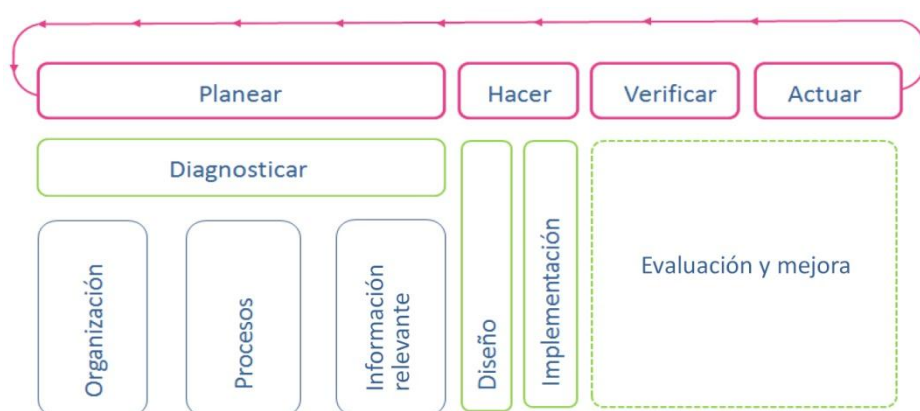 Planear
Hacer
Verificar
Actuar
Diagnosticar
Organización
Procesos
Información
relevante
Diseño
Implementación
Evaluación y mejora